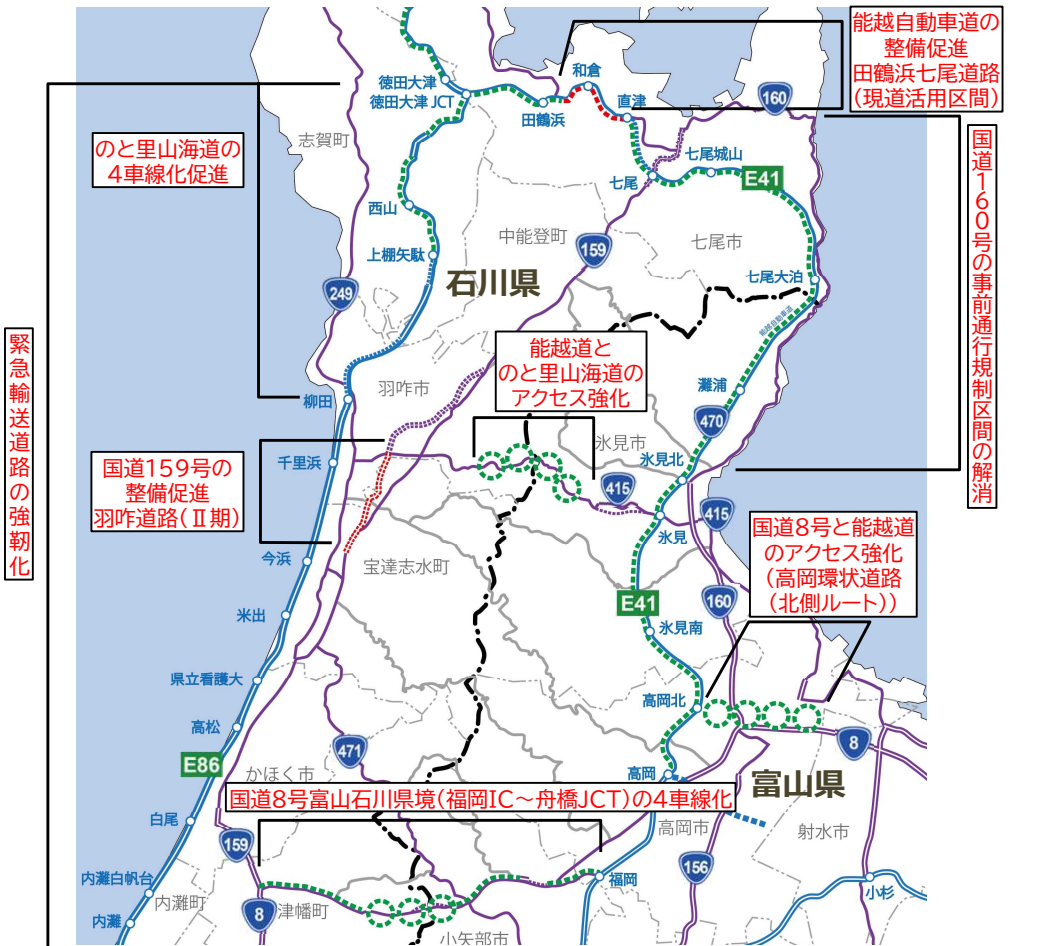 能越自動車道の
整備促進
田鶴浜七尾道路
(現道活用区間)
和倉
徳田大津
徳田大津 JCT
田鶴浜
直津
160
志賀町
のと里山海道の
4車線化促進
七尾城山
七尾
E41
国道160号の事前通行規制区間の解消
西山
中能登町
159
七尾市
上棚矢駄
石川県
七尾大泊
249
能越自動車道
緊急輸送道路の強靭化
能越道と
のと里山海道の
アクセス強化
羽咋市
灘浦
柳田
470
氷見市
千里浜
国道159号の
整備促進
羽咋道路(Ⅱ期)
氷見北
415
415
国道8号と能越道
のアクセス強化
(高岡環状道路
(北側ルート))
氷見
今浜
宝達志水町
E41
160
米出
氷見南
県立看護大
高岡北
高松
471
8
E86
かほく市
高岡
富山県
国道8号富山石川県境(福岡IC～舟橋JCT)の4車線化
白尾
高岡市
射水市
159
156
内灘白帆台
福岡
小杉
内灘町
8
津幡町
内灘
小矢部市